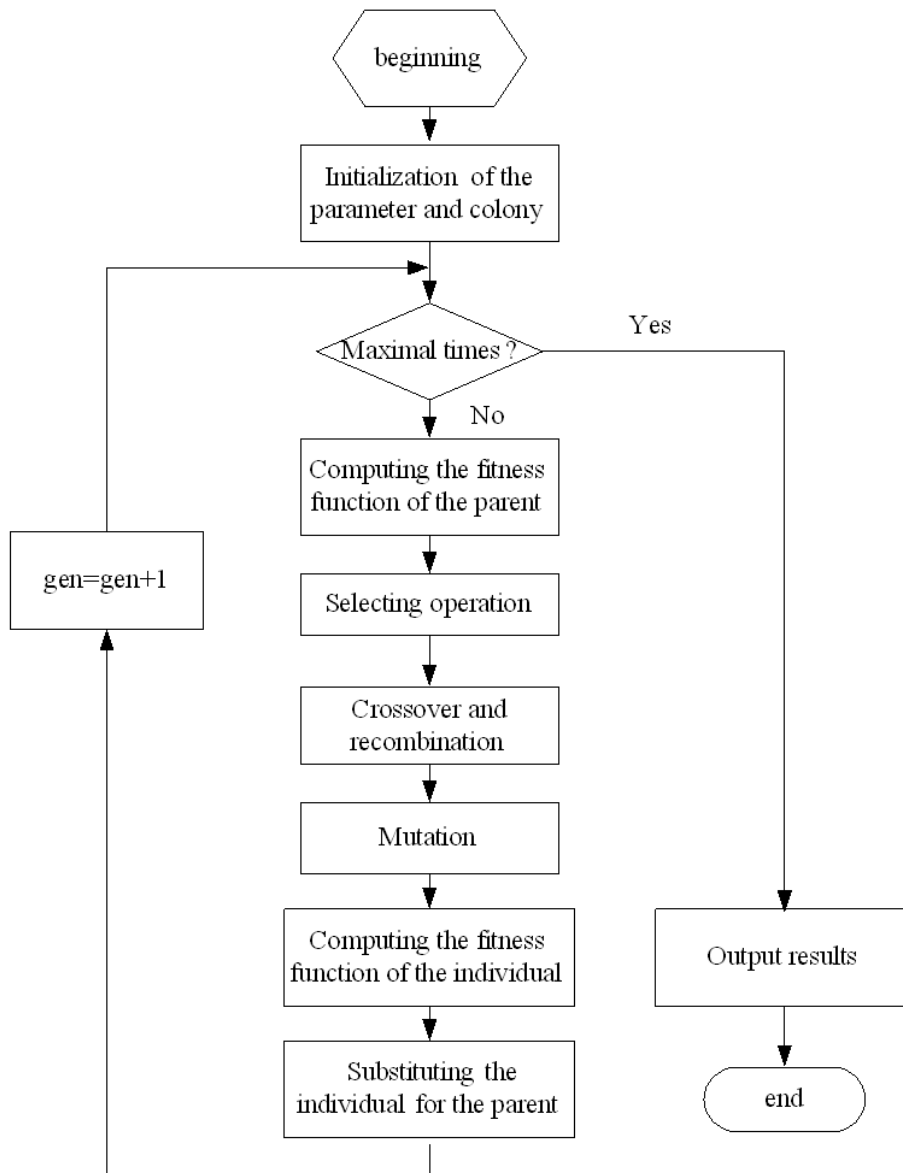 beginning
Initialization of the
parameter and colony
Maximal times ?
Yes
No
Computing the fitness
function of the parent
gen=gen+1
Selecting operation
Crossover and
recombination
Mutation
Computing the fitness
function of the individual
Output results
Substituting the
individual for the parent
end